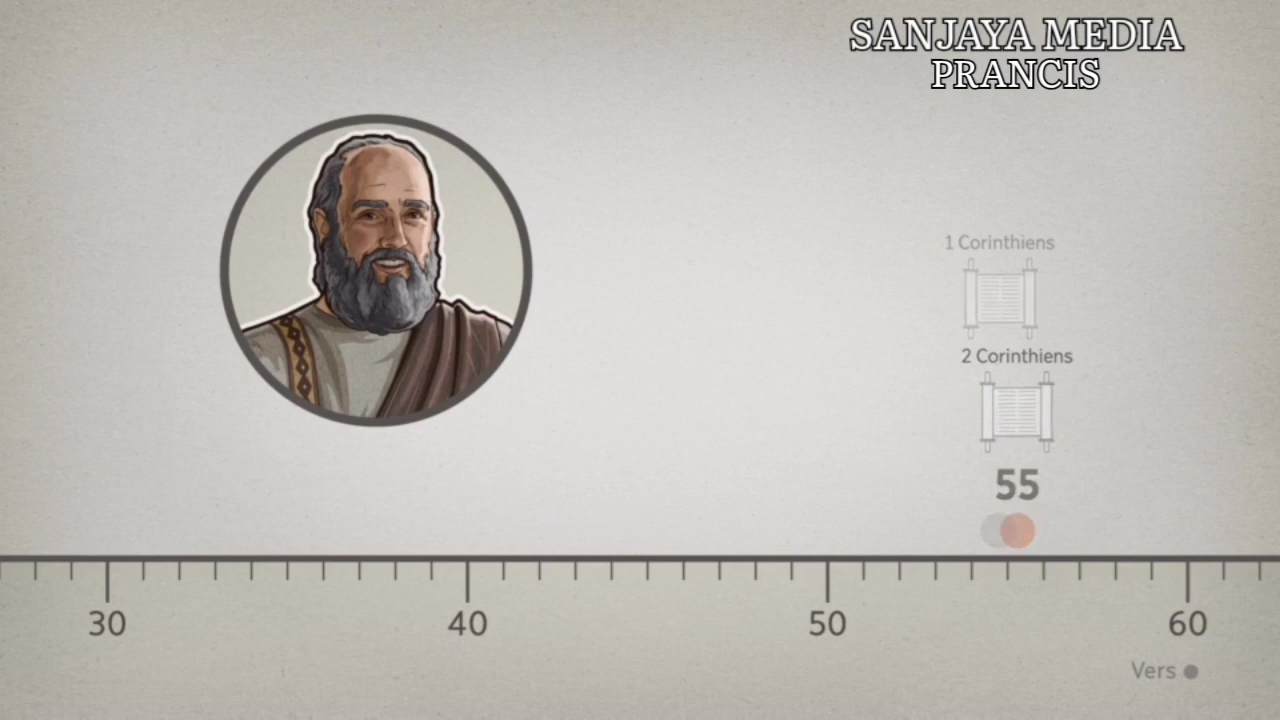 SANJAYA MEDIA
PRANCIS
1 Corinthiens
2 Corinthiens
55
30 40 50 60
Vers